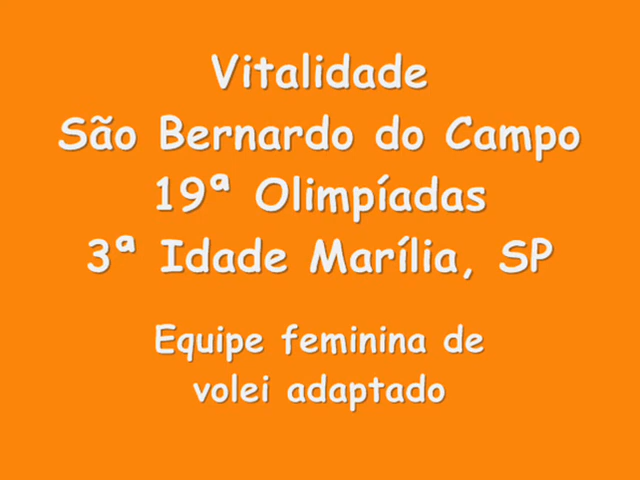 Vitalidade
São Bernardo do Campo
19ª Olimpíadas
3ª Idade Marília, SP
Equipe feminina de
volei adaptado